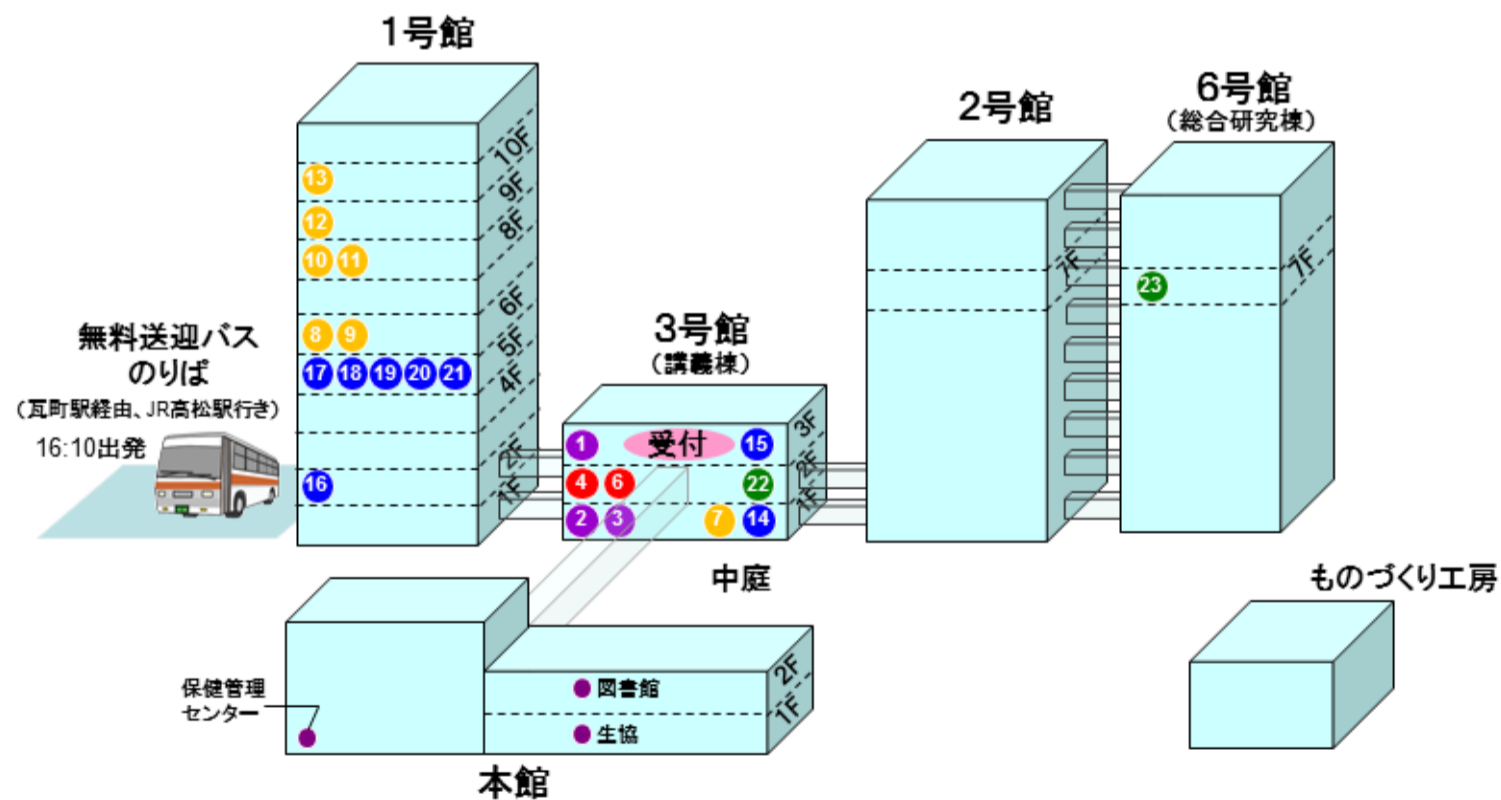 1号館
10F
9F
8F
6F
5F
4F
2F
1F
13
12
10 11
8 9
17 18 19 20 21
16
無料送迎バス
のりば
（瓦町駅経由、JR高松駅行き）
16:10出発
3号館
（講義棟）
3F
2F
1F
1 受付 15
4 6 22
2 3 7 14
2号館
7F
6号館
（総合研究棟）
7F
23
中庭
ものづくり工房
保健管理
センター
図書館
生協
2F
1F
本館